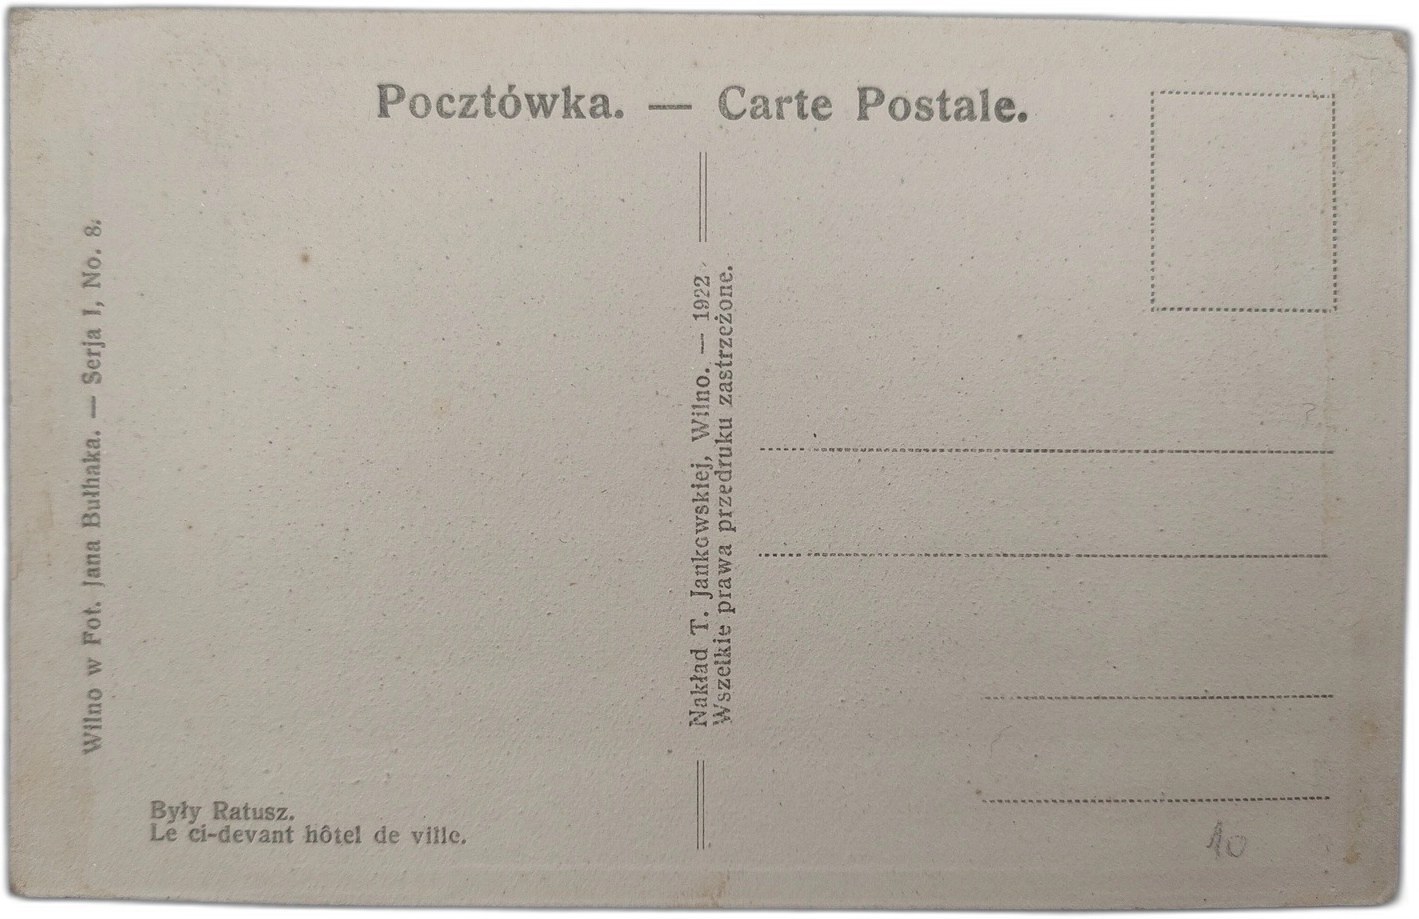 Pocztówka. — Carte Postale.
Wilno w Fot. Jana Bułhaka. — Serja I, No. 8.
Nakład T. Jankowskiej, Wilno. — 1922
Wszelkie prawa przedruku zastrzeżone.
Były Ratusz.
Le ci-devant hôtel de ville.
10